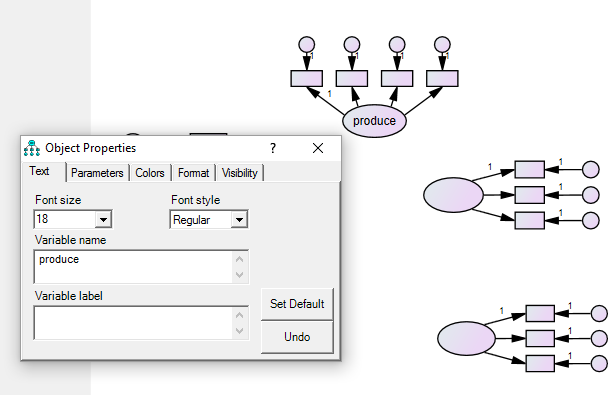 1 1 1 1
1
produce
Object Properties ?
Text Parameters Colors Format Visibility
Font size Font style
18 Regular
Variable name
produce
Variable label
Set Default
Undo
1 1
1
1
1 1
1
1